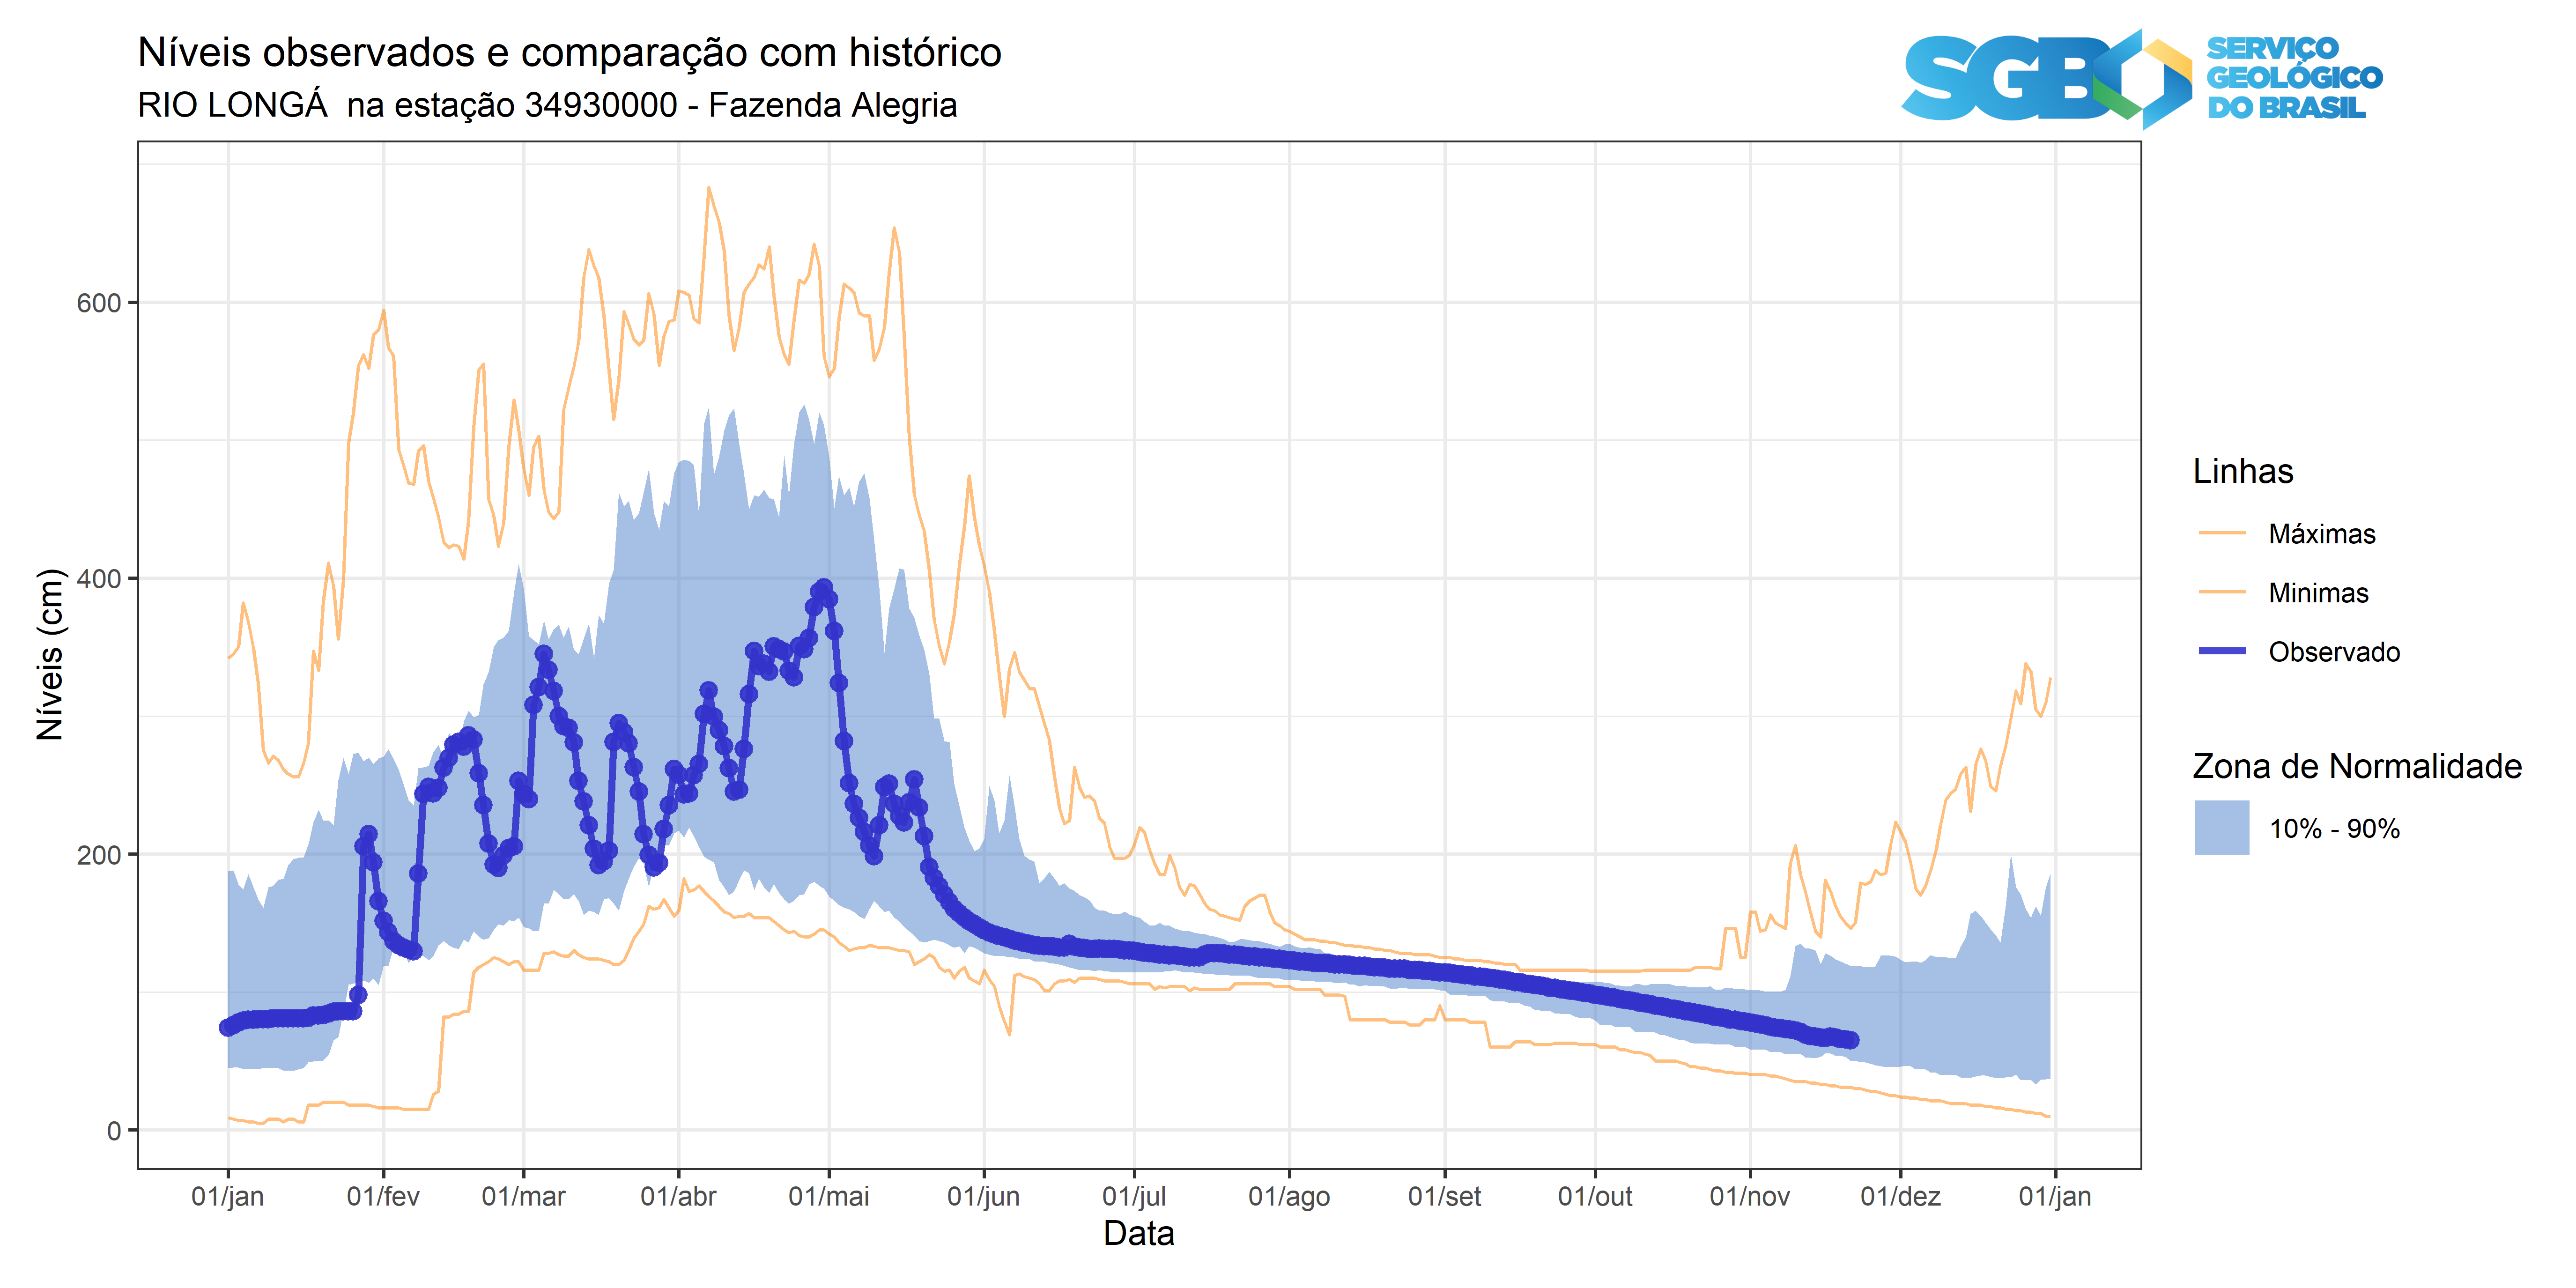 Níveis observados e comparação com histórico
RIO LONGÁ  na estação 34930000 - Fazenda Alegria
SGB
SERVIÇO
GEOLÓGICO
DO BRASIL
Níveis (cm)
600
400
200
0
01/jan
01/fev
01/mar
01/abr
01/mai
01/jun
01/jul
01/ago
01/set
01/out
01/nov
01/dez
01/jan
Data
Linhas
Máximas
Minimas
Observado
Zona de Normalidade
10% - 90%